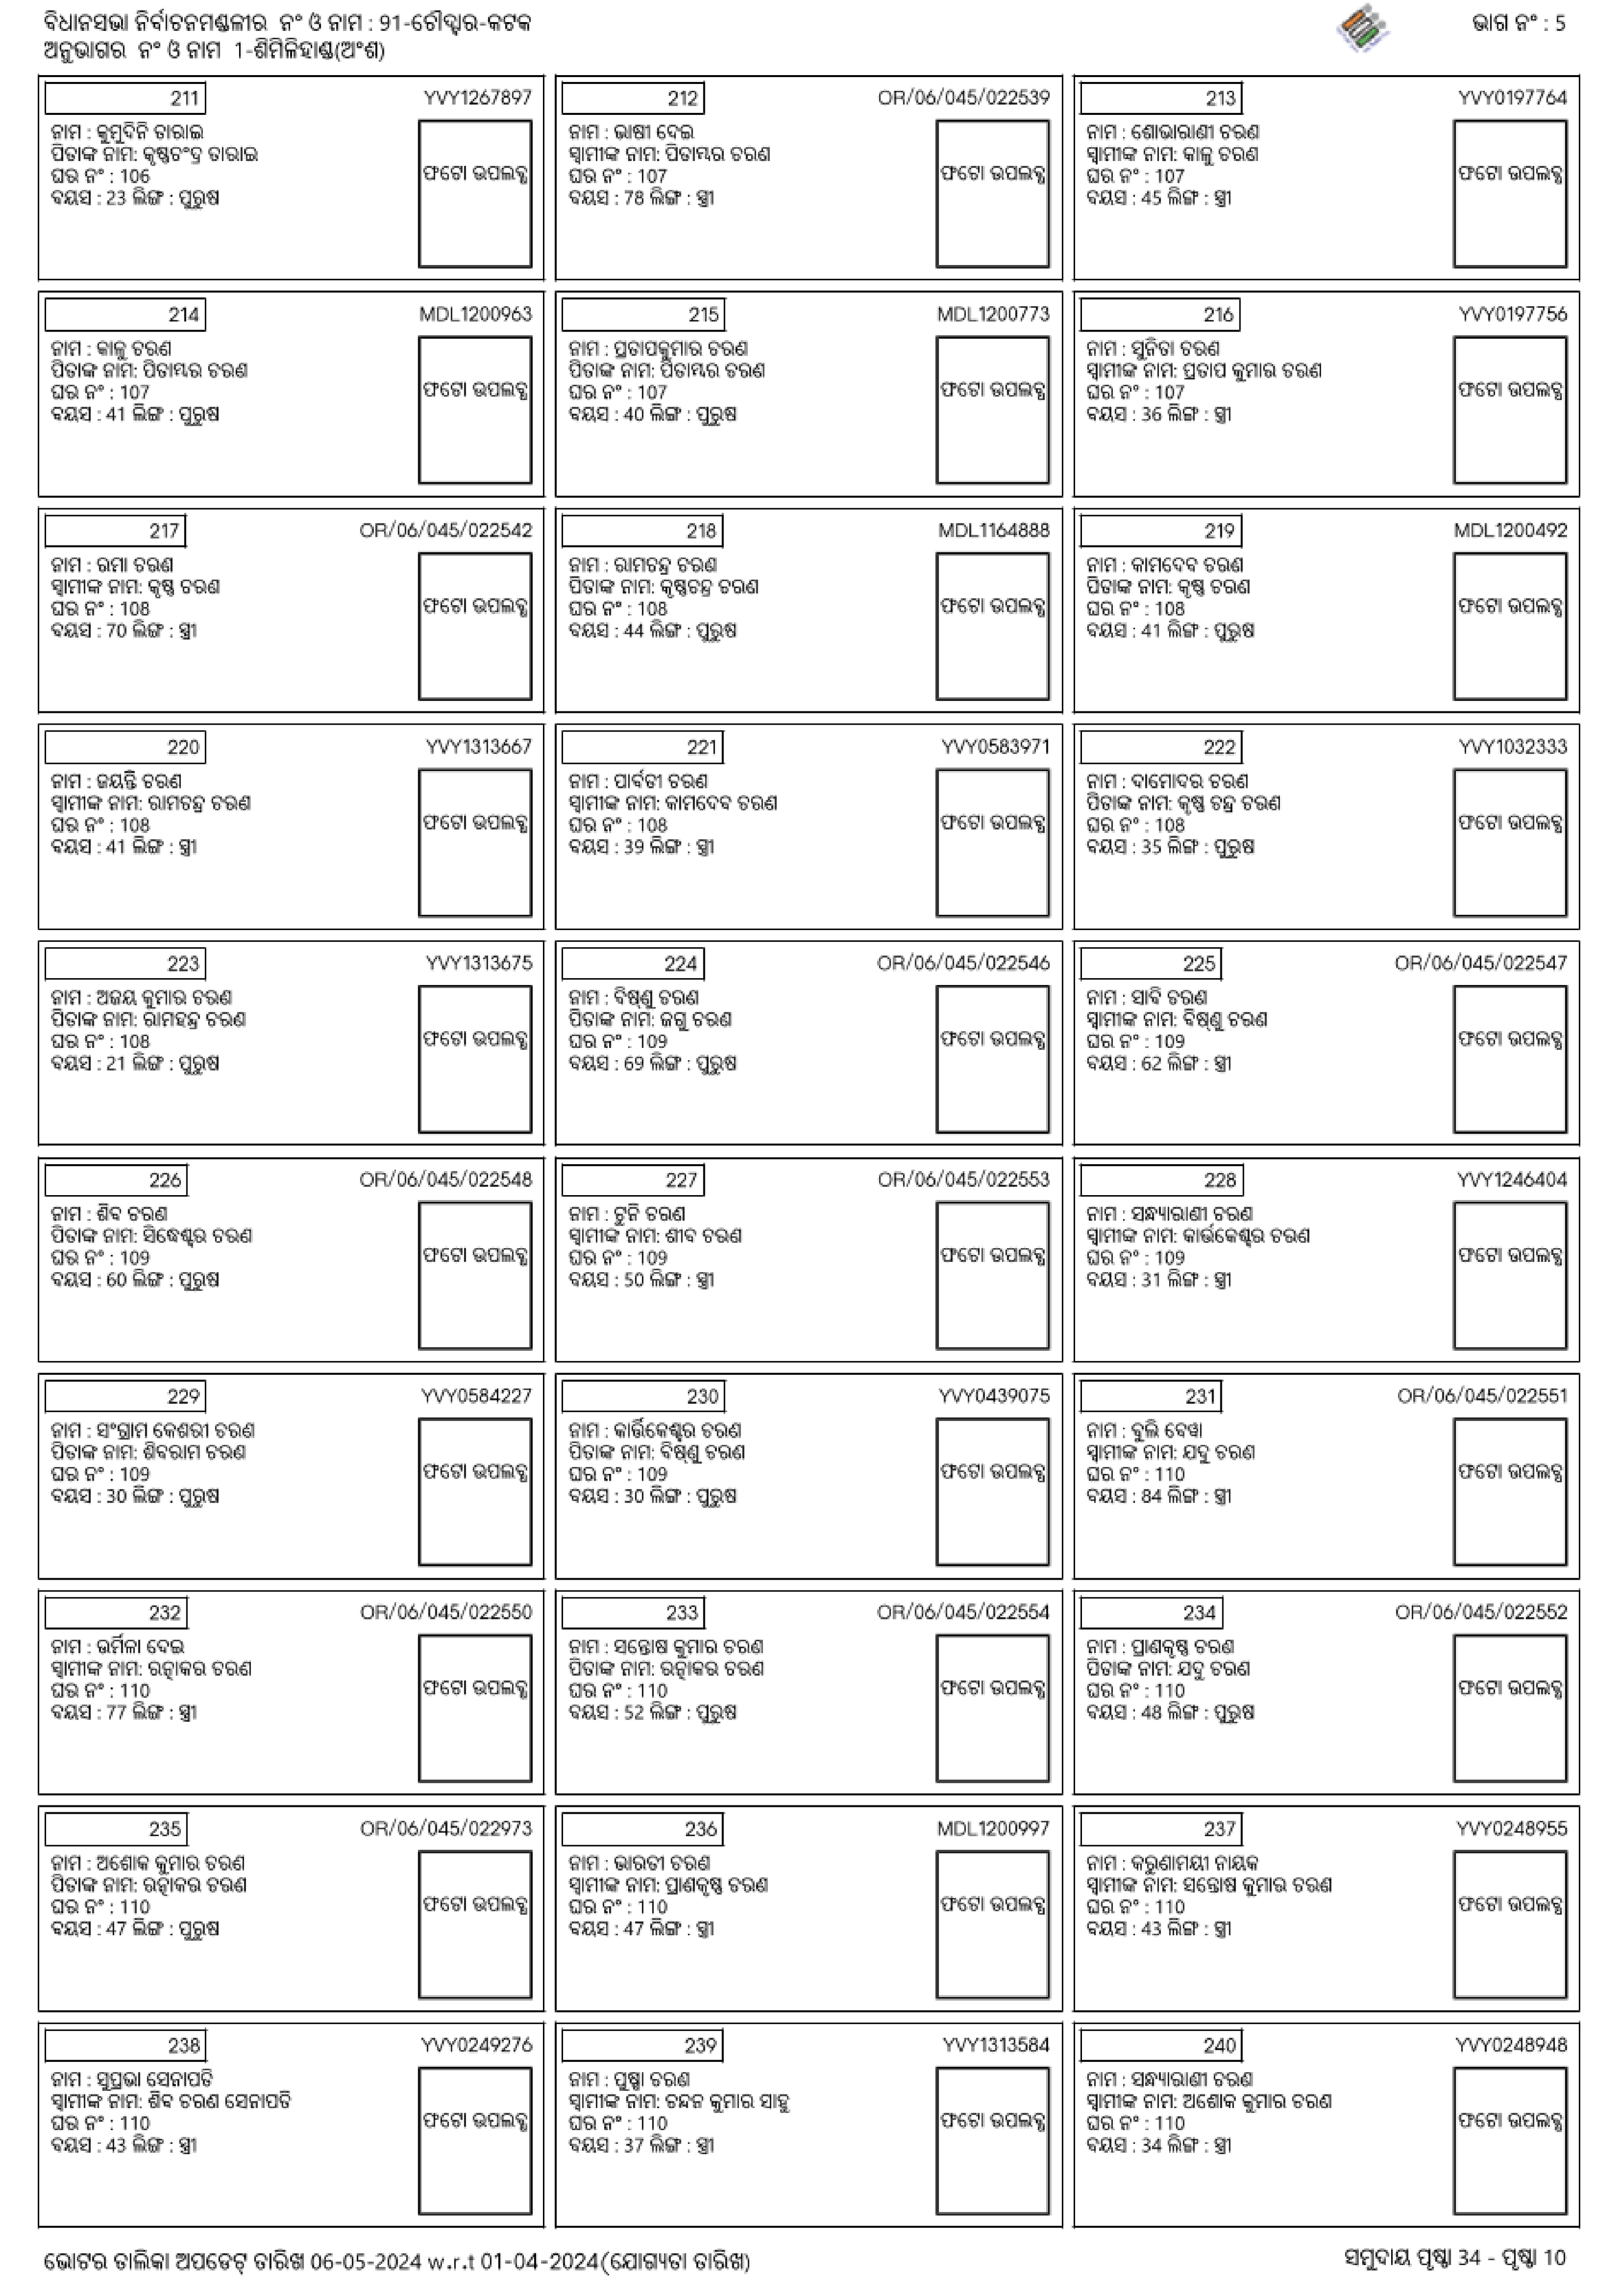 ବିଧାନସଭା ନିର୍ବାଚନମଣ୍ଡଳୀର ନଂ ଓ ନାମ : 91-ଚୌଦ୍ୱାର-କଟକ
ଅନୁଭାଗର ନଂ ଓ ନାମ 1-ଶିମିଳିହାଣ୍ଡ(ଅଂଶ)
ଭାଗ ନଂ : 5
211 YVY1267897
ନାମ : କୁମୁଦିନି ତାରାଇ
ପିତାଙ୍କ ନାମ: କୃଷ୍ଣଚଂଦ୍ର ତାରାଇ
ଘର ନଂ : 106
ବୟସ : 23 ଲିଙ୍ଗ : ପୁରୁଷ
ଫଟୋ ଉପଲବ୍ଧ
212 OR/06/045/022539
ନାମ : ଭାଷୀ ଦେଇ
ସ୍ୱାମୀଙ୍କ ନାମ: ପିତାମ୍ବର ଚରଣ
ଘର ନଂ : 107
ବୟସ : 78 ଲିଙ୍ଗ : ସ୍ତ୍ରୀ
ଫଟୋ ଉପଲବ୍ଧ
213 YVY0197764
ନାମ : ଶୋଭାରାଣୀ ଚରଣ
ସ୍ୱାମୀଙ୍କ ନାମ: କାଳୁ ଚରଣ
ଘର ନଂ : 107
ବୟସ : 45 ଲିଙ୍ଗ : ସ୍ତ୍ରୀ
ଫଟୋ ଉପଲବ୍ଧ
214 MDL1200963
ନାମ : କାଳୁ ଚରଣ
ପିତାଙ୍କ ନାମ: ପିତାମ୍ବର ଚରଣ
ଘର ନଂ : 107
ବୟସ : 41 ଲିଙ୍ଗ : ପୁରୁଷ
ଫଟୋ ଉପଲବ୍ଧ
215 MDL1200773
ନାମ : ପ୍ରତାପକୁମାର ଚରଣ
ପିତାଙ୍କ ନାମ: ପିତାମ୍ବର ଚରଣ
ଘର ନଂ : 107
ବୟସ : 40 ଲିଙ୍ଗ : ପୁରୁଷ
ଫଟୋ ଉପଲବ୍ଧ
216 YVY0197756
ନାମ : ସୁନିତା ଚରଣ
ସ୍ୱାମୀଙ୍କ ନାମ: ପ୍ରତାପ କୁମାର ଚରଣ
ଘର ନଂ : 107
ବୟସ : 36 ଲିଙ୍ଗ : ସ୍ତ୍ରୀ
ଫଟୋ ଉପଲବ୍ଧ
217 OR/06/045/022542
ନାମ : ରମା ଚରଣ
ସ୍ୱାମୀଙ୍କ ନାମ: କୃଷ୍ଣ ଚରଣ
ଘର ନଂ : 108
ବୟସ : 70 ଲିଙ୍ଗ : ସ୍ତ୍ରୀ
ଫଟୋ ଉପଲବ୍ଧ
218 MDL1164888
ନାମ : ରାମଚନ୍ଦ୍ର ଚରଣ
ପିତାଙ୍କ ନାମ: କୃଷ୍ଣଚନ୍ଦ୍ର ଚରଣ
ଘର ନଂ : 108
ବୟସ : 44 ଲିଙ୍ଗ : ପୁରୁଷ
ଫଟୋ ଉପଲବ୍ଧ
219 MDL1200492
ନାମ : କାମଦେବ ଚରଣ
ପିତାଙ୍କ ନାମ: କୃଷ୍ଣ ଚରଣ
ଘର ନଂ : 108
ବୟସ : 41 ଲିଙ୍ଗ : ପୁରୁଷ
ଫଟୋ ଉପଲବ୍ଧ
220 YVY1313667
ନାମ : ଜୟନ୍ତି ଚରଣ
ସ୍ୱାମୀଙ୍କ ନାମ: ରାମଚନ୍ଦ୍ର ଚରଣ
ଘର ନଂ : 108
ବୟସ : 41 ଲିଙ୍ଗ : ସ୍ତ୍ରୀ
ଫଟୋ ଉପଲବ୍ଧ
221 YVY0583971
ନାମ : ପାର୍ବତୀ ଚରଣ
ସ୍ୱାମୀଙ୍କ ନାମ: କାମଦେବ ଚରଣ
ଘର ନଂ : 108
ବୟସ : 39 ଲିଙ୍ଗ : ସ୍ତ୍ରୀ
ଫଟୋ ଉପଲବ୍ଧ
222 YVY1032333
ନାମ : ଦାମୋଦର ଚରଣ
ପିତାଙ୍କ ନାମ: କୃଷ୍ଣ ଚନ୍ଦ୍ର ଚରଣ
ଘର ନଂ : 108
ବୟସ : 35 ଲିଙ୍ଗ : ପୁରୁଷ
ଫଟୋ ଉପଲବ୍ଧ
223 YVY1313675
ନାମ : ଅଜୟ କୁମାର ଚରଣ
ପିତାଙ୍କ ନାମ: ରାମହନ୍ଦ୍ର ଚରଣ
ଘର ନଂ : 108
ବୟସ : 21 ଲିଙ୍ଗ : ପୁରୁଷ
ଫଟୋ ଉପଲବ୍ଧ
224 OR/06/045/022546
ନାମ : ବିଷ୍ଣୁ ଚରଣ
ପିତାଙ୍କ ନାମ: ଜଗୁ ଚରଣ
ଘର ନଂ : 109
ବୟସ : 69 ଲିଙ୍ଗ : ପୁରୁଷ
ଫଟୋ ଉପଲବ୍ଧ
225 OR/06/045/022547
ନାମ : ସାବି ଚରଣ
ସ୍ୱାମୀଙ୍କ ନାମ: ବିଷ୍ଣୁ ଚରଣ
ଘର ନଂ : 109
ବୟସ : 62 ଲିଙ୍ଗ : ସ୍ତ୍ରୀ
ଫଟୋ ଉପଲବ୍ଧ
226 OR/06/045/022548
ନାମ : ଶିବ ଚରଣ
ପିତାଙ୍କ ନାମ: ସିଦ୍ଧେଶ୍ୱର ଚରଣ
ଘର ନଂ : 109
ବୟସ : 60 ଲିଙ୍ଗ : ପୁରୁଷ
ଫଟୋ ଉପଲବ୍ଧ
227 OR/06/045/022553
ନାମ : ଟୁନି ଚରଣ
ସ୍ୱାମୀଙ୍କ ନାମ: ଶୀବ ଚରଣ
ଘର ନଂ : 109
ବୟସ : 50 ଲିଙ୍ଗ : ସ୍ତ୍ରୀ
ଫଟୋ ଉପଲବ୍ଧ
228 YVY1246404
ନାମ : ସନ୍ଧ୍ୟାରାଣୀ ଚରଣ
ସ୍ୱାମୀଙ୍କ ନାମ: କାର୍ତ୍ତକେଶ୍ୱର ଚରଣ
ଘର ନଂ : 109
ବୟସ : 31 ଲିଙ୍ଗ : ସ୍ତ୍ରୀ
ଫଟୋ ଉପଲବ୍ଧ
229 YVY0584227
ନାମ : ସଂଗ୍ରାମ କେଶରୀ ଚରଣ
ପିତାଙ୍କ ନାମ: ଶିବରାମ ଚରଣ
ଘର ନଂ : 109
ବୟସ : 30 ଲିଙ୍ଗ : ପୁରୁଷ
ଫଟୋ ଉପଲବ୍ଧ
230 YVY0439075
ନାମ : କାର୍ତ୍ତିକେଶ୍ୱର ଚରଣ
ପିତାଙ୍କ ନାମ: ବିଷ୍ଣୁ ଚରଣ
ଘର ନଂ : 109
ବୟସ : 30 ଲିଙ୍ଗ : ପୁରୁଷ
ଫଟୋ ଉପଲବ୍ଧ
231 OR/06/045/022551
ନାମ : ବୁଲି ବେୱା
ସ୍ୱାମୀଙ୍କ ନାମ: ଯଦୁ ଚରଣ
ଘର ନଂ : 110
ବୟସ : 84 ଲିଙ୍ଗ : ସ୍ତ୍ରୀ
ଫଟୋ ଉପଲବ୍ଧ
232 OR/06/045/022550
ନାମ : ଉର୍ମିଳା ଦେଇ
ସ୍ୱାମୀଙ୍କ ନାମ: ରତ୍ନାକର ଚରଣ
ଘର ନଂ : 110
ବୟସ : 77 ଲିଙ୍ଗ : ସ୍ତ୍ରୀ
ଫଟୋ ଉପଲବ୍ଧ
233 OR/06/045/022554
ନାମ : ସନ୍ତୋଷ କୁମାର ଚରଣ
ପିତାଙ୍କ ନାମ: ରତ୍ନାକର ଚରଣ
ଘର ନଂ : 110
ବୟସ : 52 ଲିଙ୍ଗ : ପୁରୁଷ
ଫଟୋ ଉପଲବ୍ଧ
234 OR/06/045/022552
ନାମ : ପ୍ରାଣକୃଷ୍ଣ ଚରଣ
ପିତାଙ୍କ ନାମ: ଯଦୁ ଚରଣ
ଘର ନଂ : 110
ବୟସ : 48 ଲିଙ୍ଗ : ପୁରୁଷ
ଫଟୋ ଉପଲବ୍ଧ
235 OR/06/045/022973
ନାମ : ଅଶୋକ କୁମାର ଚରଣ
ପିତାଙ୍କ ନାମ: ରତ୍ନାକର ଚରଣ
ଘର ନଂ : 110
ବୟସ : 47 ଲିଙ୍ଗ : ପୁରୁଷ
ଫଟୋ ଉପଲବ୍ଧ
236 MDL1200997
ନାମ : ଭାରତୀ ଚରଣ
ସ୍ୱାମୀଙ୍କ ନାମ: ପ୍ରାଣକୃଷ୍ଣ ଚରଣ
ଘର ନଂ : 110
ବୟସ : 47 ଲିଙ୍ଗ : ସ୍ତ୍ରୀ
ଫଟୋ ଉପଲବ୍ଧ
237 YVY0248955
ନାମ : କରୁଣାମୟୀ ନାୟକ
ସ୍ୱାମୀଙ୍କ ନାମ: ସନ୍ତୋଷ କୁମାର ଚରଣ
ଘର ନଂ : 110
ବୟସ : 43 ଲିଙ୍ଗ : ସ୍ତ୍ରୀ
ଫଟୋ ଉପଲବ୍ଧ
238 YVY0249276
ନାମ : ସୁପ୍ରଭା ସେନାପତି
ସ୍ୱାମୀଙ୍କ ନାମ: ଶିବ ଚରଣ ସେନାପତି
ଘର ନଂ : 110
ବୟସ : 43 ଲିଙ୍ଗ : ସ୍ତ୍ରୀ
ଫଟୋ ଉପଲବ୍ଧ
239 YVY1313584
ନାମ : ପୁଷ୍ପା ଚରଣ
ସ୍ୱାମୀଙ୍କ ନାମ: ଚନ୍ଦନ କୁମାର ସାହୁ
ଘର ନଂ : 110
ବୟସ : 37 ଲିଙ୍ଗ : ସ୍ତ୍ରୀ
ଫଟୋ ଉପଲବ୍ଧ
240 YVY0248948
ନାମ : ସନ୍ଧ୍ୟାରାଣୀ ଚରଣ
ସ୍ୱାମୀଙ୍କ ନାମ: ଅଶୋକ କୁମାର ଚରଣ
ଘର ନଂ : 110
ବୟସ : 34 ଲିଙ୍ଗ : ସ୍ତ୍ରୀ
ଫଟୋ ଉପଲବ୍ଧ
ଭୋଟର ତାଲିକା ଅପଡେଟ୍ ତାରିଖ 06-05-2024 w.r.t 01-04-2024(ଯୋଗ୍ୟତା ତାରିଖ)
ସମୁଦାୟ ପୃଷ୍ଠା 34 - ପୃଷ୍ଠା 10